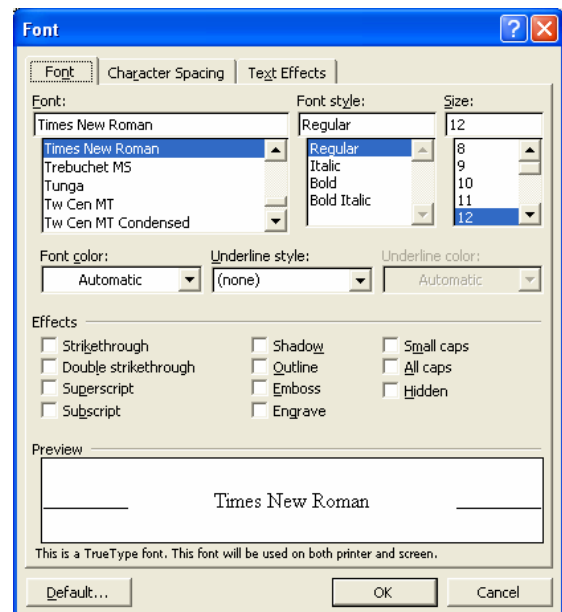 Font
Font Character Spacing Text Effects
Font: Font style: Size:
Times New Roman Regular 12
Times New Roman Regular 8
Trebuchet MS Italic 9
Tunga Bold 10
Tw Cen MT Bold Italic 11
Tw Cen MT Condensed 12
Font color: Underline style: Underline color:
Automatic (none) Automatic
Effects
Strikethrough Shadow Small caps
Double strikethrough Outline All caps
Superscript Emboss Hidden
Subscript Engrave
Preview
Times New Roman
This is a TrueType font. This font will be used on both printer and screen.
Default... OK Cancel